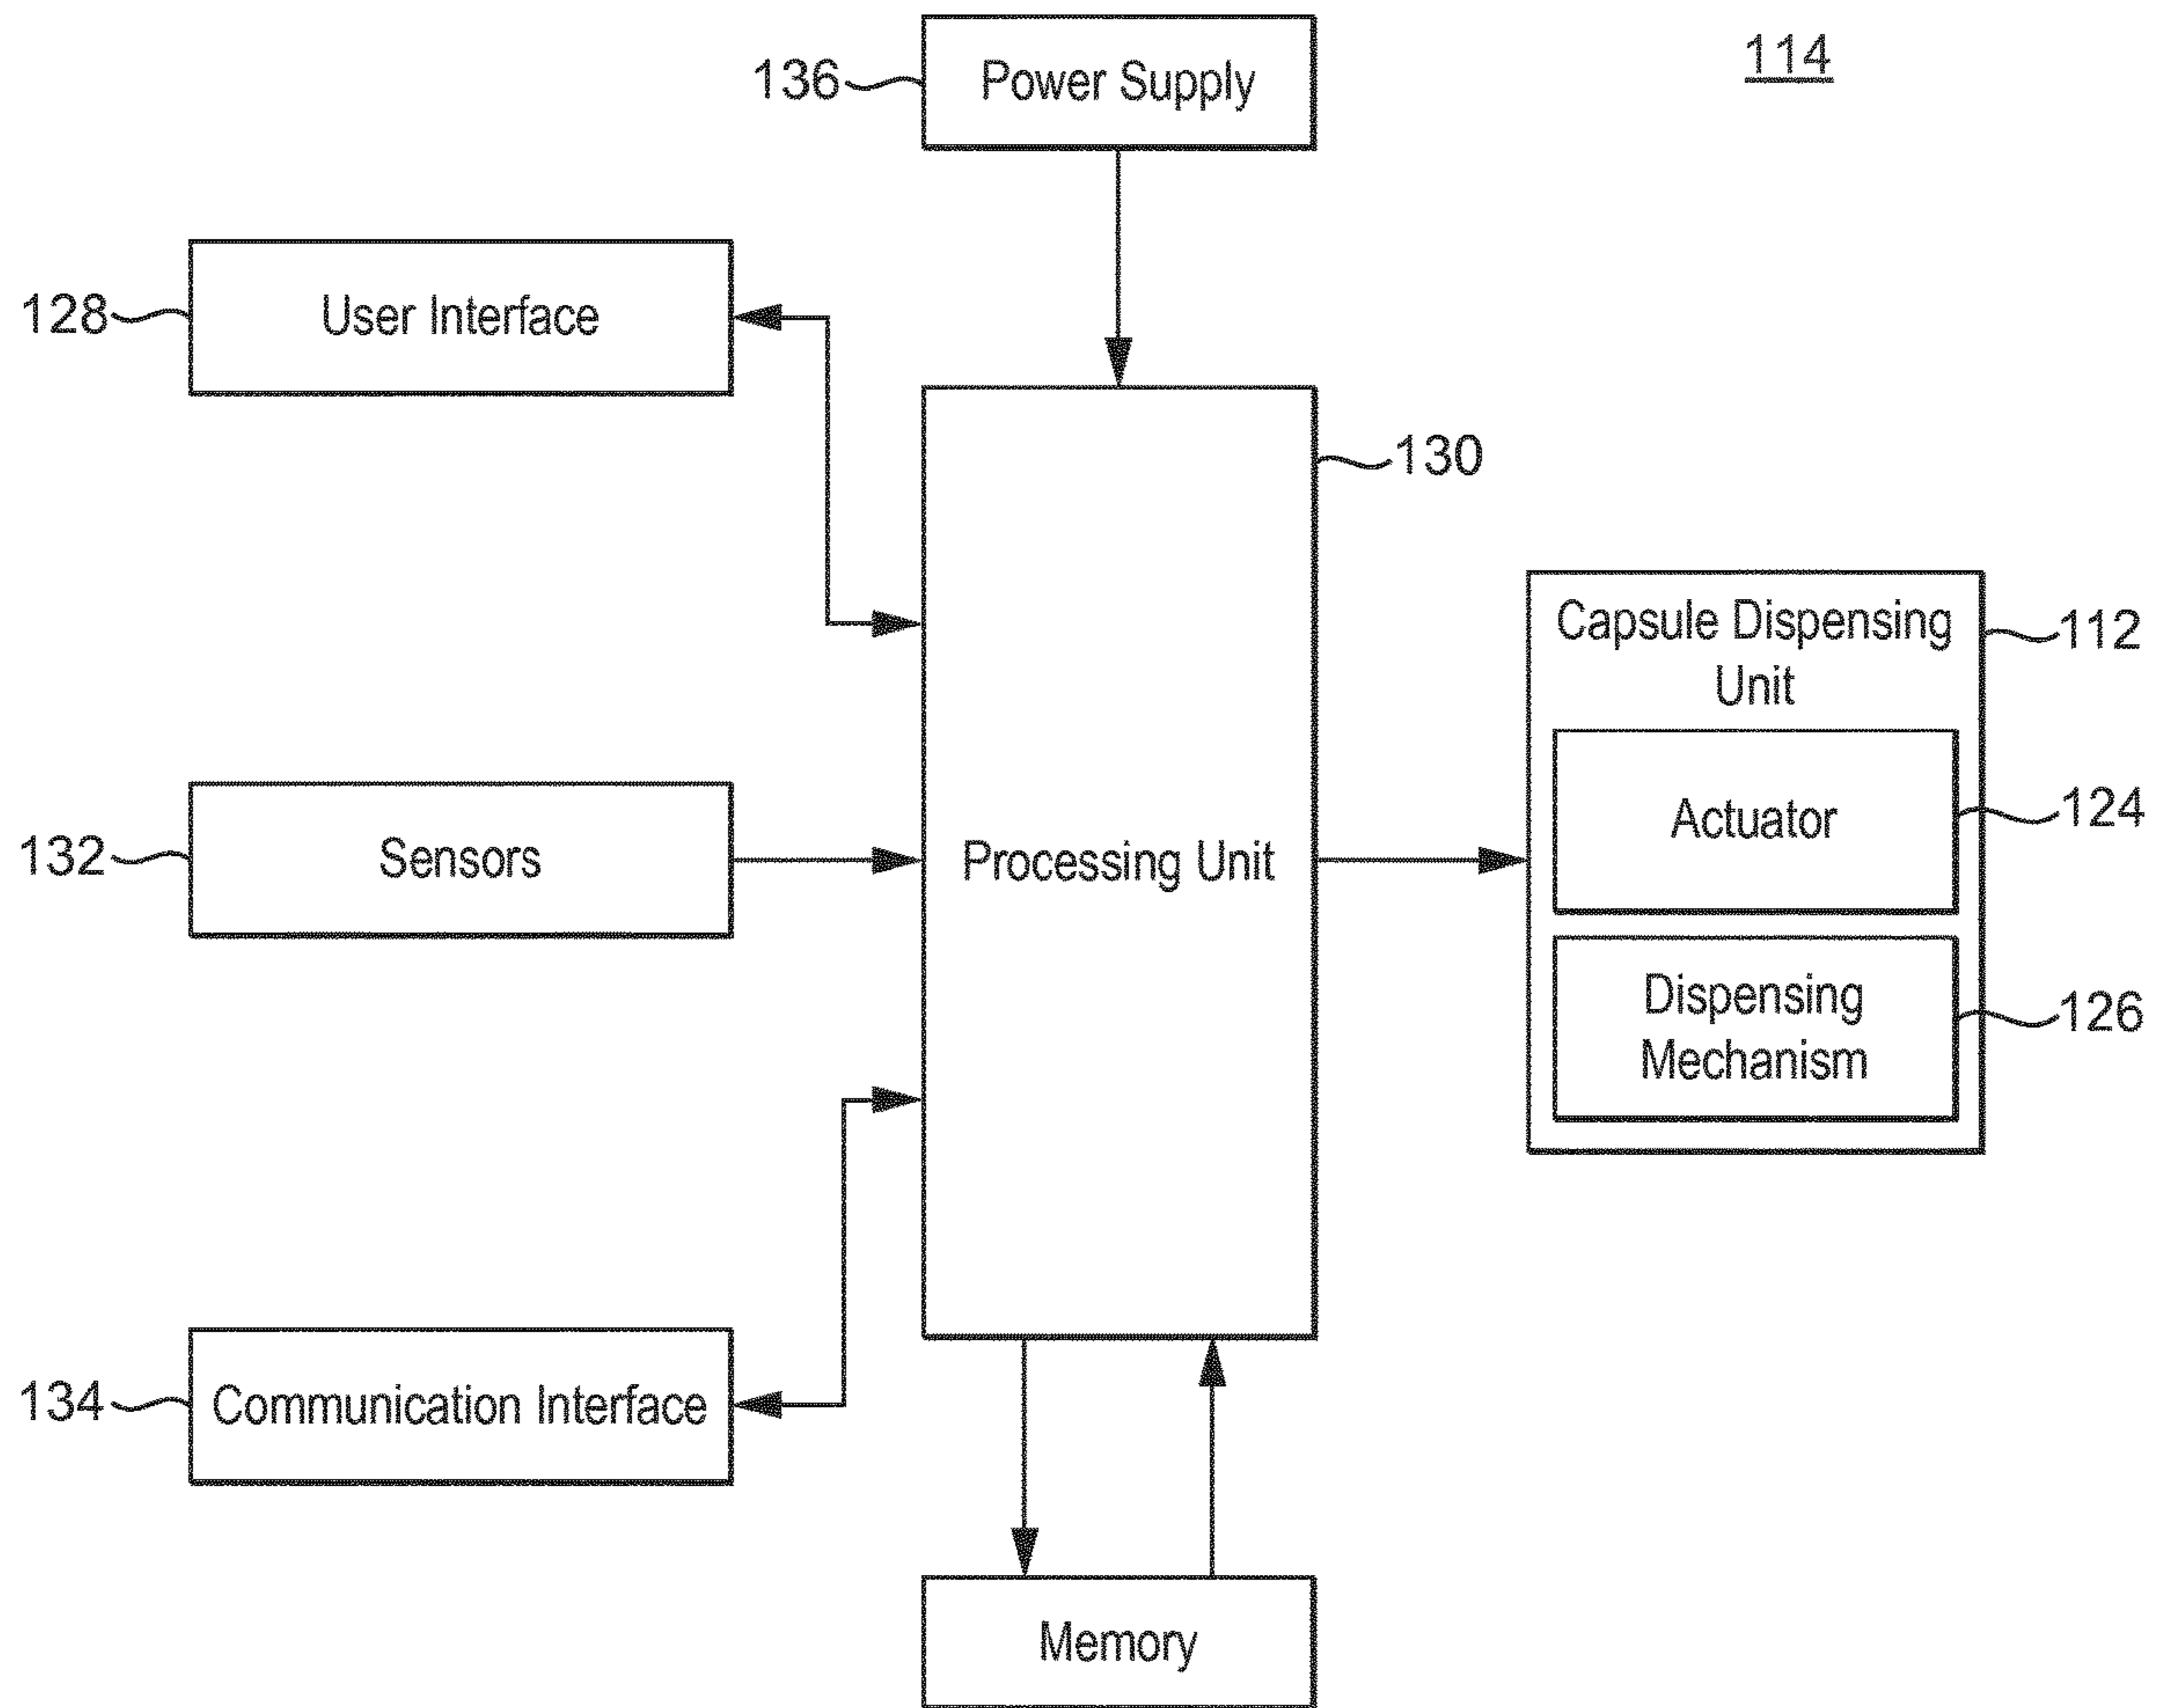 114
136
Power Supply
128
User Interface
130
Capsule Dispensing
Unit
112
132
Sensors
Processing Unit
Actuator
124
Dispensing
Mechanism
126
134
Communication Interface
Memory